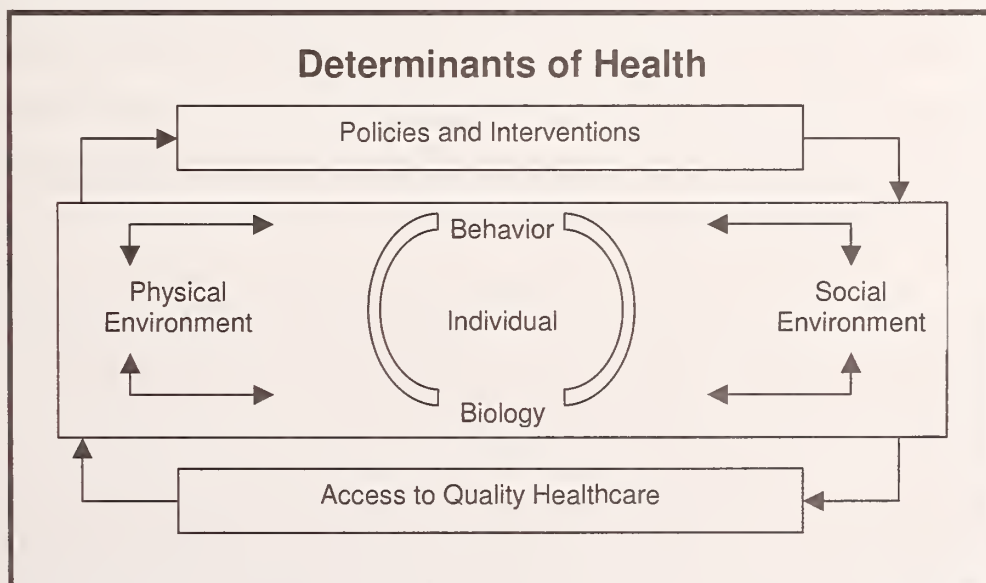 Determinants of Health
Policies and Interventions
Behavior
Physical
Environment
Individual
Social
Environment
Biology
Access to Quality Healthcare